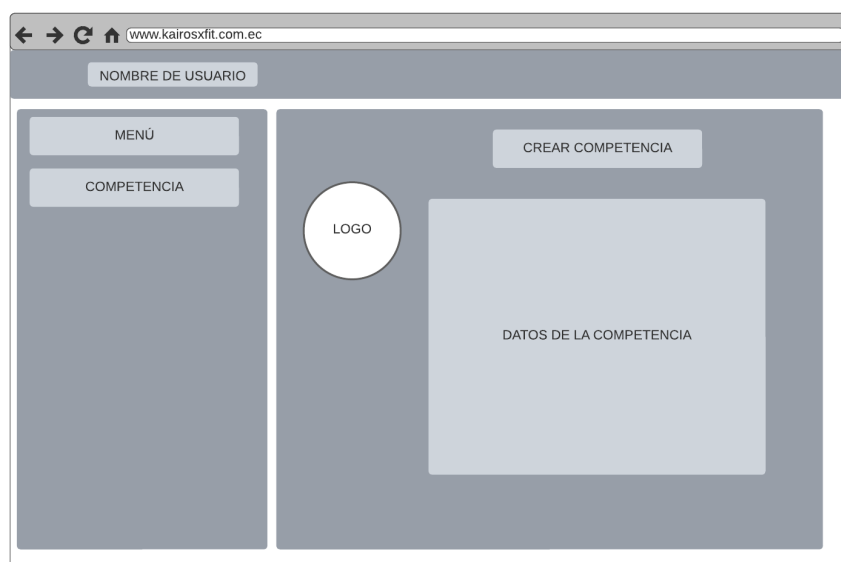 www.kairosxfit.com.ec
NOMBRE DE USUARIO
MENÚ
COMPETENCIA
CREAR COMPETENCIA
LOGO
DATOS DE LA COMPETENCIA